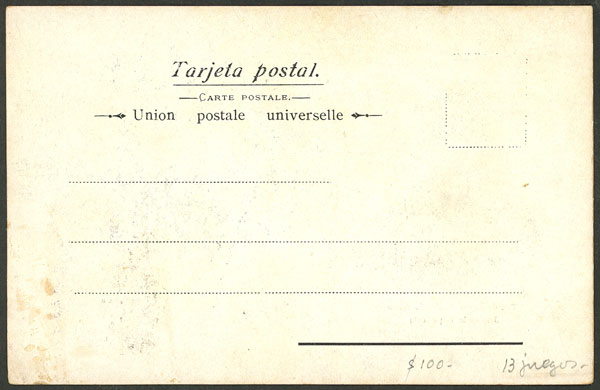 Tarjeta postal.
CARTE POSTALE.
Union postale universelle
$100- 13 juegos-